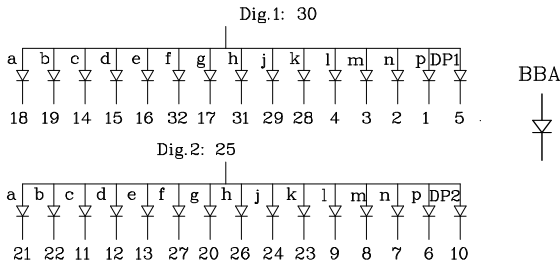 Dig.1: 30
a b c d e f g h j k l m n p DP1
18 19 14 15 16 32 17 31 29 28 4 3 2 1 5
BBA
Dig.2: 25
a b c d e f g h j k l m n p DP2
21 22 11 12 13 27 20 26 24 23 9 8 7 6 10